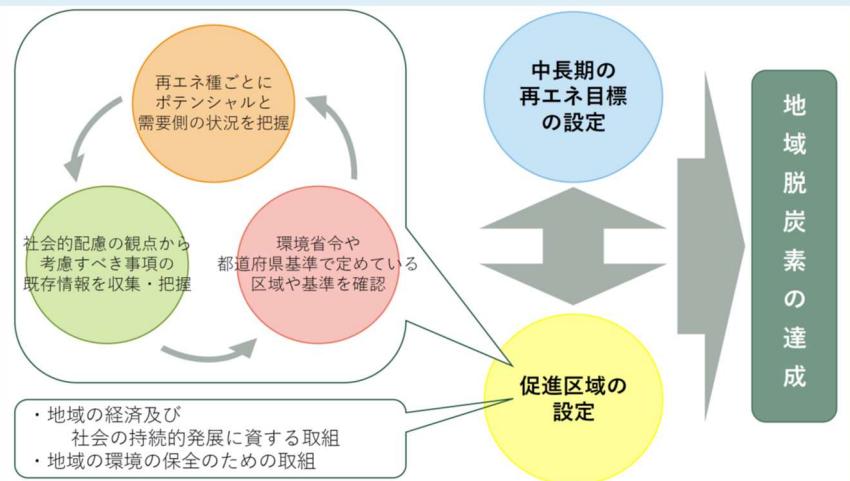 再エネ種ごとに
ポテンシャルと
需要側の状況を把握
社会的配慮の観点から
考慮すべき事項の
既存情報を収集・把握
環境省令や
都道府県基準で定めている
区域や基準を確認
・地域の経済及び
社会の持続的発展に資する取組
・地域の環境の保全のための取組
中長期の
再エネ目標
の設定
促進区域の
設定
地域脱炭素の達成